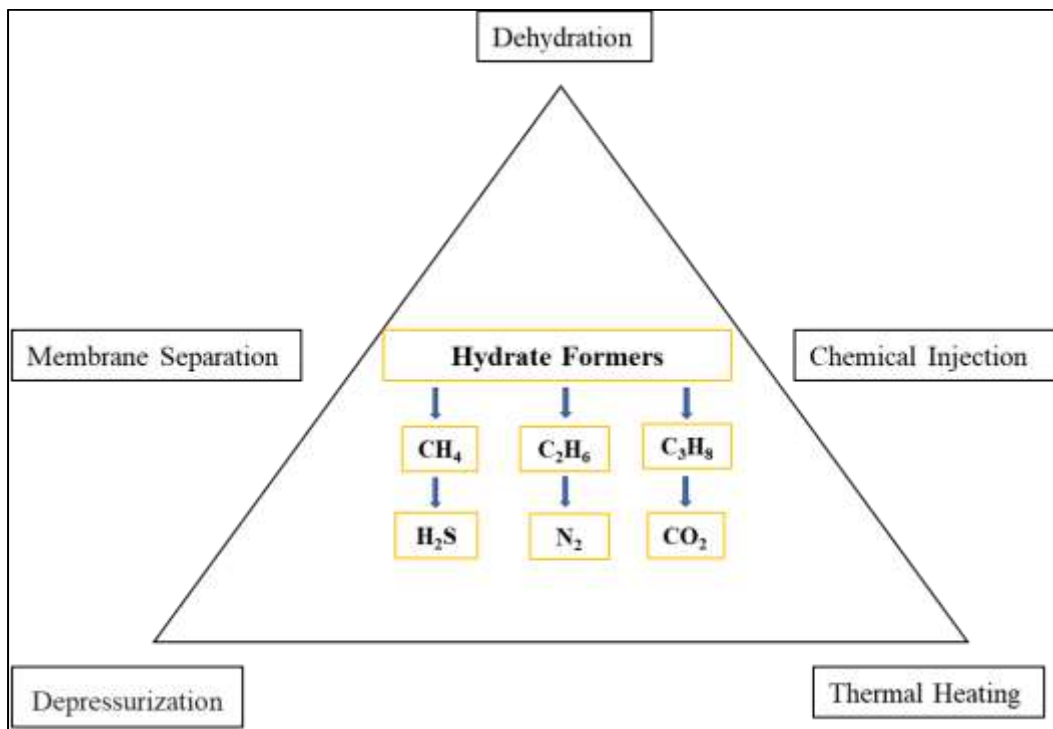 Dehydration
Membrane Separation
Hydrate Formers
Chemical Injection
CH₄
C₂H₆
C₃H₈
H₂S
N₂
CO₂
Depressurization
Thermal Heating